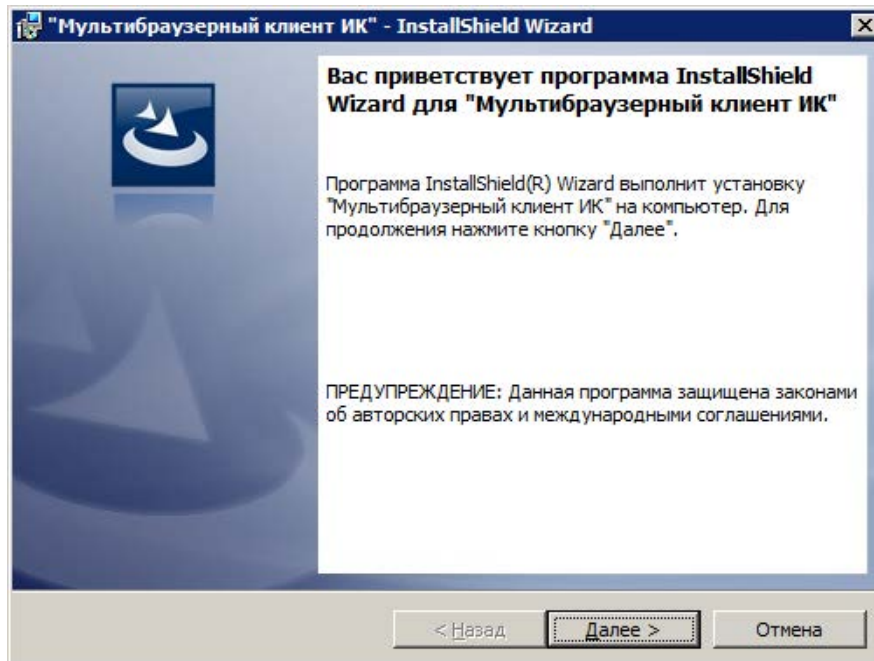 "Мультибраузерный клиент ИК" - InstallShield Wizard
Вас приветствует программа InstallShield
Wizard для "Мультибраузерный клиент ИК"
Программа InstallShield(R) Wizard выполнит установку
"Мультибраузерный клиент ИК" на компьютер. Для
продолжения нажмите кнопку "Далее".
ПРЕДУПРЕЖДЕНИЕ: Данная программа защищена законами
об авторских правах и международными соглашениями.
< Назад Далее > Отмена